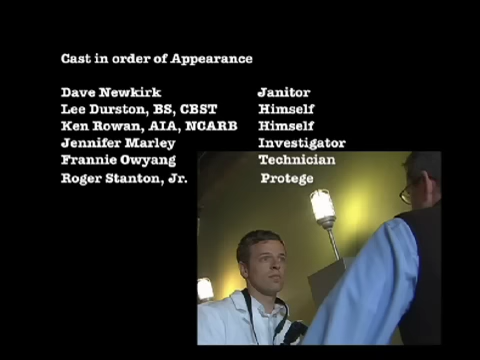 Cast in order of Appearance
Dave Newkirk Janitor
Lee Durston, BS, CBST Himself
Ken Rowan, AIA, NCARB Himself
Jennifer Marley Investigator
Frannie Owyang Technician
Roger Stanton, Jr. Protege